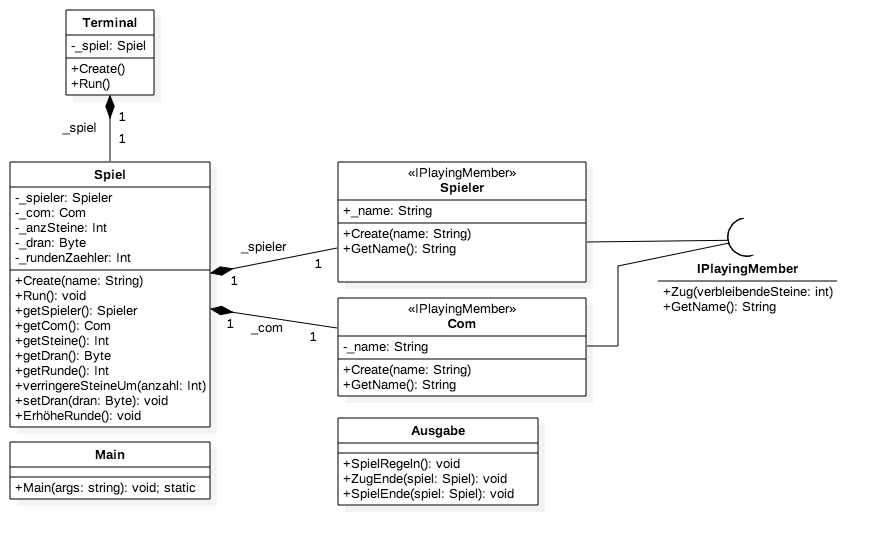 Terminal
-_spiel: Spiel
+Create()
+Run()
1
_spiel
1
Spiel
-_spieler: Spieler
-_com: Com
-_anzSteine: Int
-_dran: Byte
-_rundenZaehler: Int
+Create(name: String)
+Run(): void
+getSpieler(): Spieler
+getCom(): Com
+getSteine(): Int
+getDran(): Byte
+getRunde(): Int
+verringereSteineUm(anzahl: Int)
+setDran(dran: Byte): void
+ErhöheRunde(): void
_spieler
1
1
1
_com
1
«IPlayingMember»
Spieler
+_name: String
+Create(name: String)
+GetName(): String
«IPlayingMember»
Com
-_name: String
+Create(name: String)
+GetName(): String
IPlayingMember
+Zug(verbleibendeSteine: int)
+GetName(): String
Main
+Main(args: string): void; static
Ausgabe
+SpielRegeln(): void
+ZugEnde(spiel: Spiel): void
+SpielEnde(spiel: Spiel): void